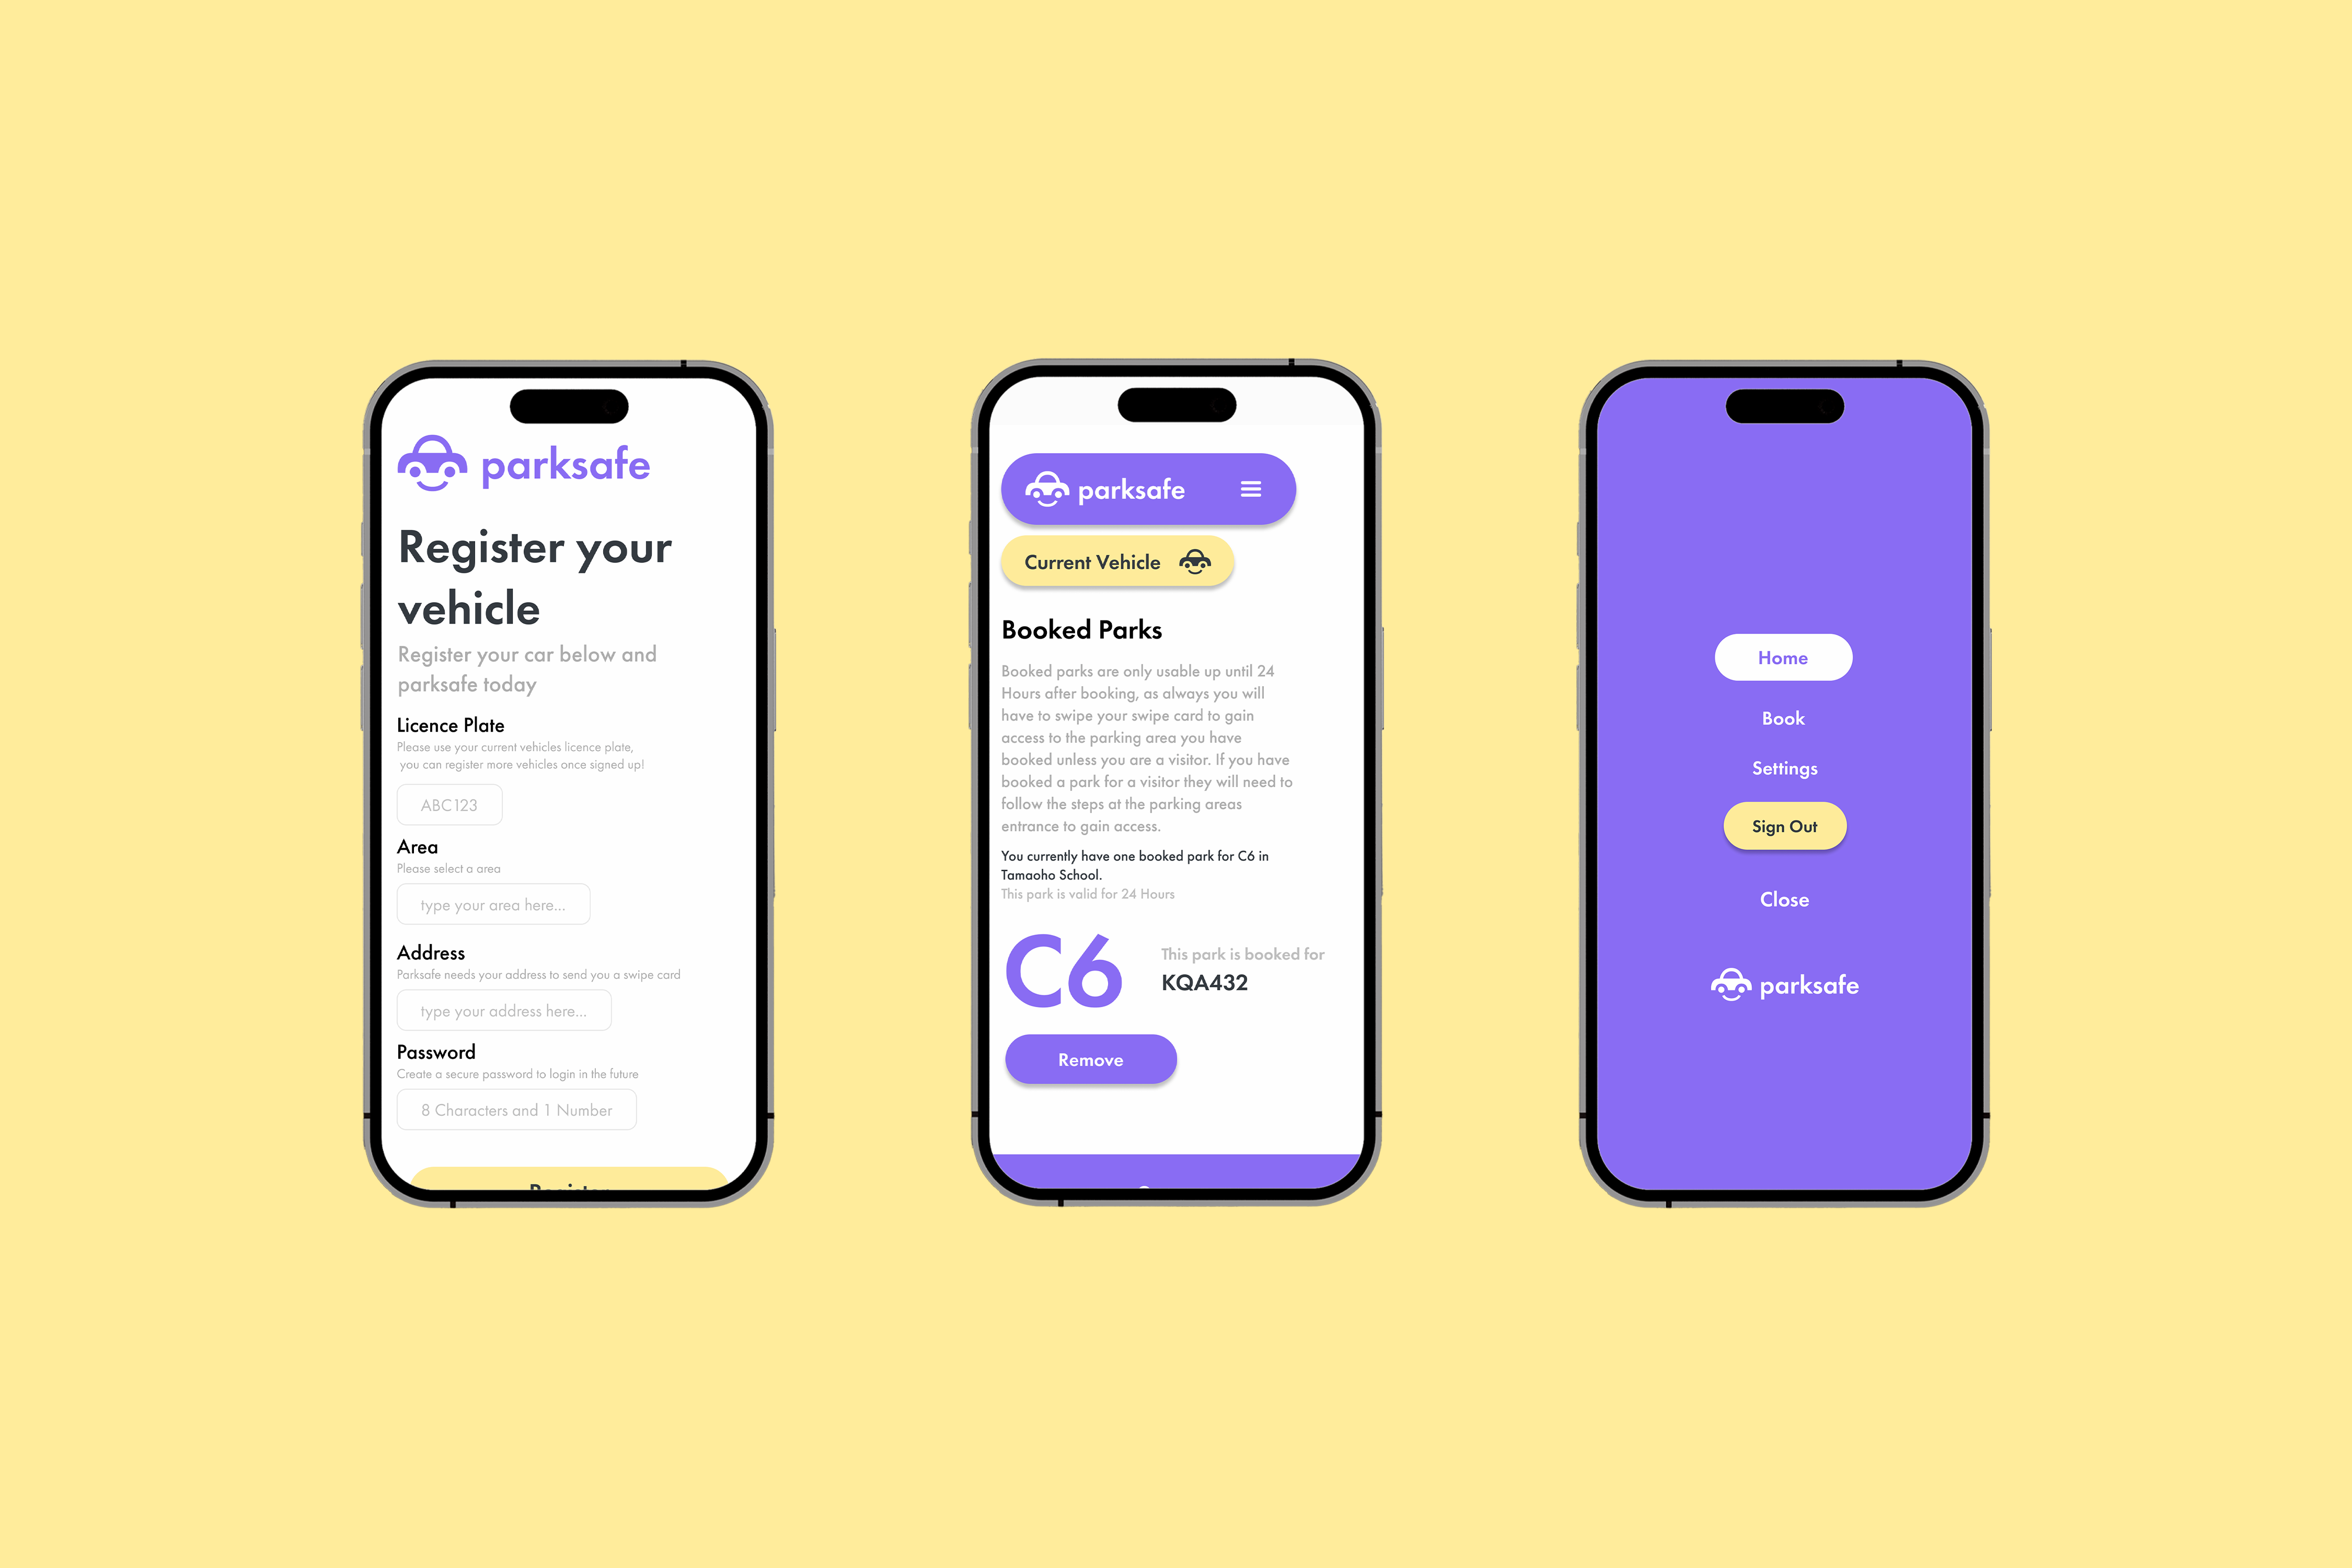 parksafe
Register your
vehicle
Register your car below and
parksafe today
Licence Plate
Please use your current vehicles licence plate,
you can register more vehicles once signed up!
ABC123
Area
Please select a area
type your area here...
Address
Parksafe needs your address to send you a swipe card
type your address here...
Password
Create a secure password to login in the future
8 Characters and 1 Number
Register
parksafe
Current Vehicle
Booked Parks
Booked parks are only usable up until 24
Hours after booking, as always you will
have to swipe your swipe card to gain
access to the parking area you have
booked unless you are a visitor. If you have
booked a park for a visitor they will need to
follow the steps at the parking areas
entrance to gain access.
You currently have one booked park for C6 in
Tamaoho School.
This park is valid for 24 Hours
C6
This park is booked for
KQA432
Remove
Home
Book
Settings
Sign Out
Close
parksafe